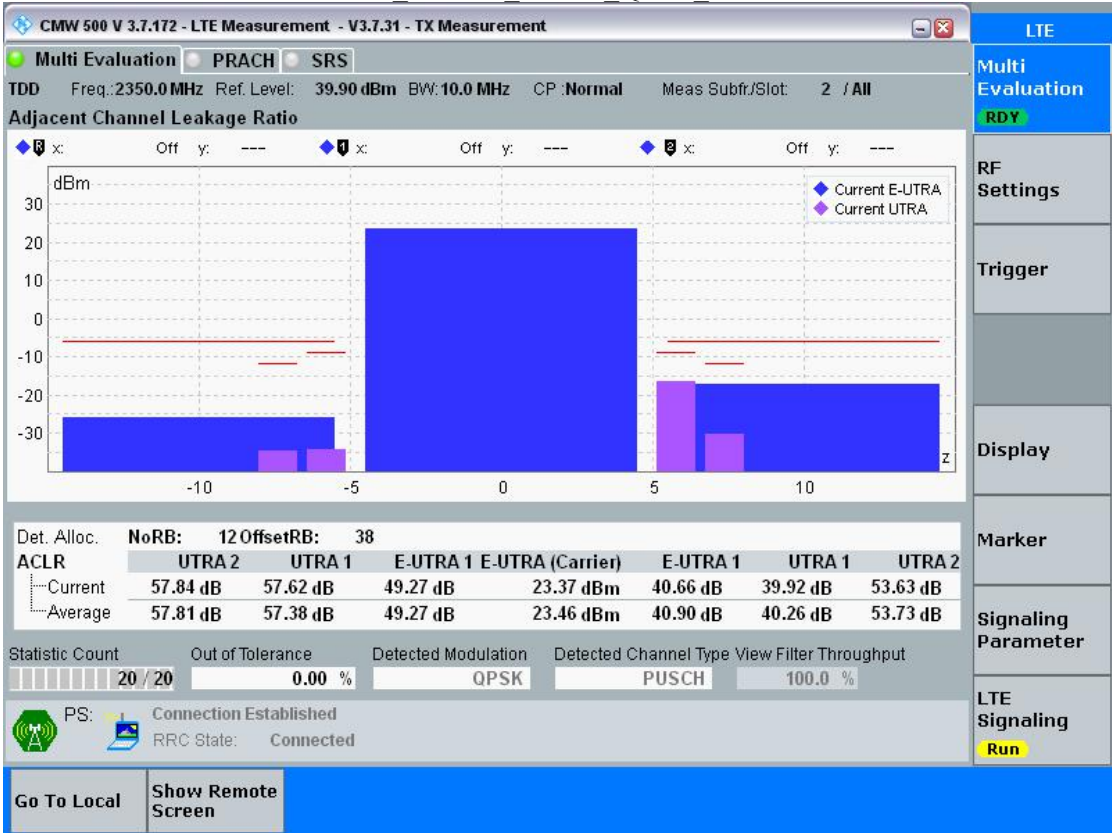 CMW 500 V 3.7.172 - LTE Measurement - V3.7.31 - TX Measurement
LTE
Multi Evaluation PRACH SRS
Multi Evaluation
RDY
TDD Freq.:2350.0 MHz Ref. Level: 39.90 dBm BW:10.0 MHz CP :Normal Meas Subfr./Slot: 2 / All
Adjacent Channel Leakage Ratio
R x: Off y: --- 1 x: Off y: --- 2 x: Off y: ---
dBm
Current E-UTRA
Current UTRA
30
20
10
0
-10
-20
-30
z
-10 -5 0 5 10
RF Settings
Trigger
Display
Marker
Signaling Parameter
LTE Signaling
Run
Det. Alloc. NoRB: 12 OffsetRB: 38
ACLR UTRA 2 UTRA 1 E-UTRA 1 E-UTRA (Carrier) E-UTRA 1 UTRA 1 UTRA 2
Current 57.84 dB 57.62 dB 49.27 dB 23.37 dBm 40.66 dB 39.92 dB 53.63 dB
Average 57.81 dB 57.38 dB 49.27 dB 23.46 dBm 40.90 dB 40.26 dB 53.73 dB
Statistic Count Out of Tolerance Detected Modulation Detected Channel Type View Filter Throughput
20 / 20 0.00 % QPSK PUSCH 100.0 %
PS: Connection Established
RRC State: Connected
Go To Local
Show Remote Screen